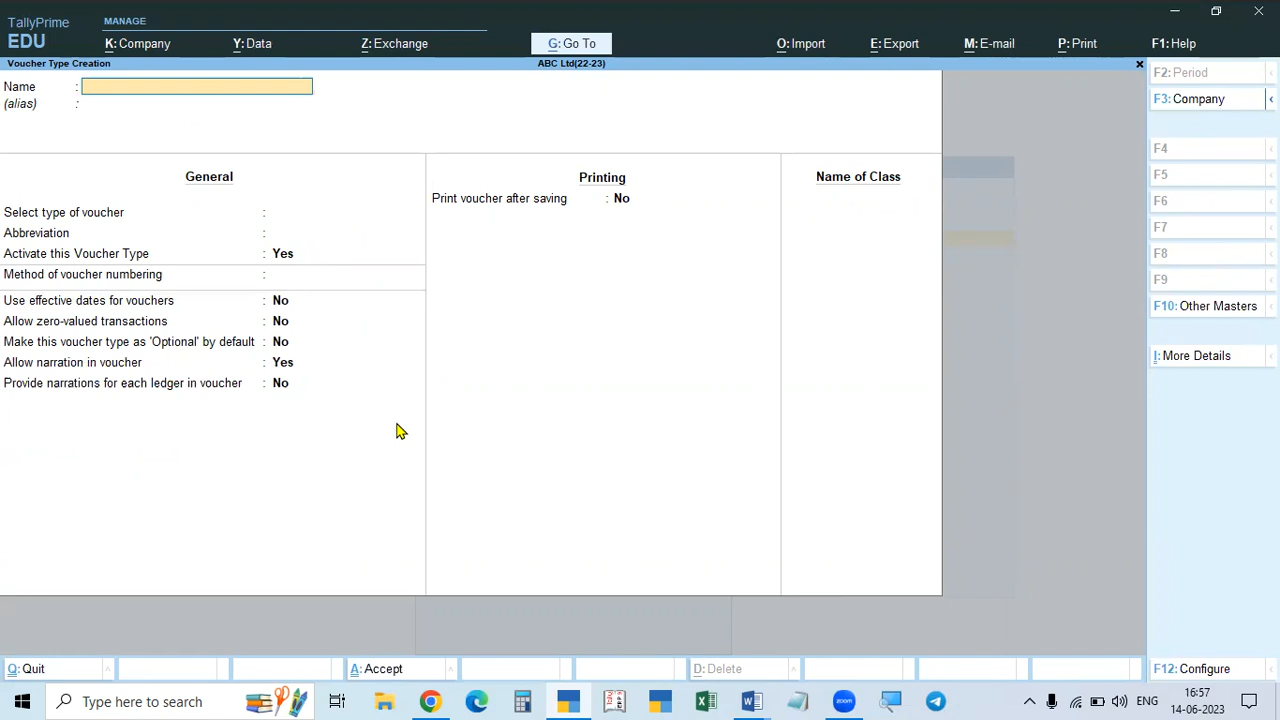 TallyPrime
EDU
MANAGE
K: Company
Y: Data
Z: Exchange
G: Go To
O: Import
E: Export
M: E-mail
P: Print
F1: Help
Voucher Type Creation
ABC Ltd(22-23)
×
Name :
(alias) :
General
Select type of voucher :
Abbreviation :
Activate this Voucher Type : Yes
Method of voucher numbering :
Use effective dates for vouchers : No
Allow zero-valued transactions : No
Make this voucher type as 'Optional' by default : No
Allow narration in voucher : Yes
Provide narrations for each ledger in voucher : No
Printing
Print voucher after saving : No
Name of Class
F2: Period
F3: Company
F4
F5
F6
F7
F8
F9
F10: Other Masters
I: More Details
Q: Quit
A: Accept
D: Delete
F12: Configure
Type here to search
zoom
ENG
16:57
14-06-2023